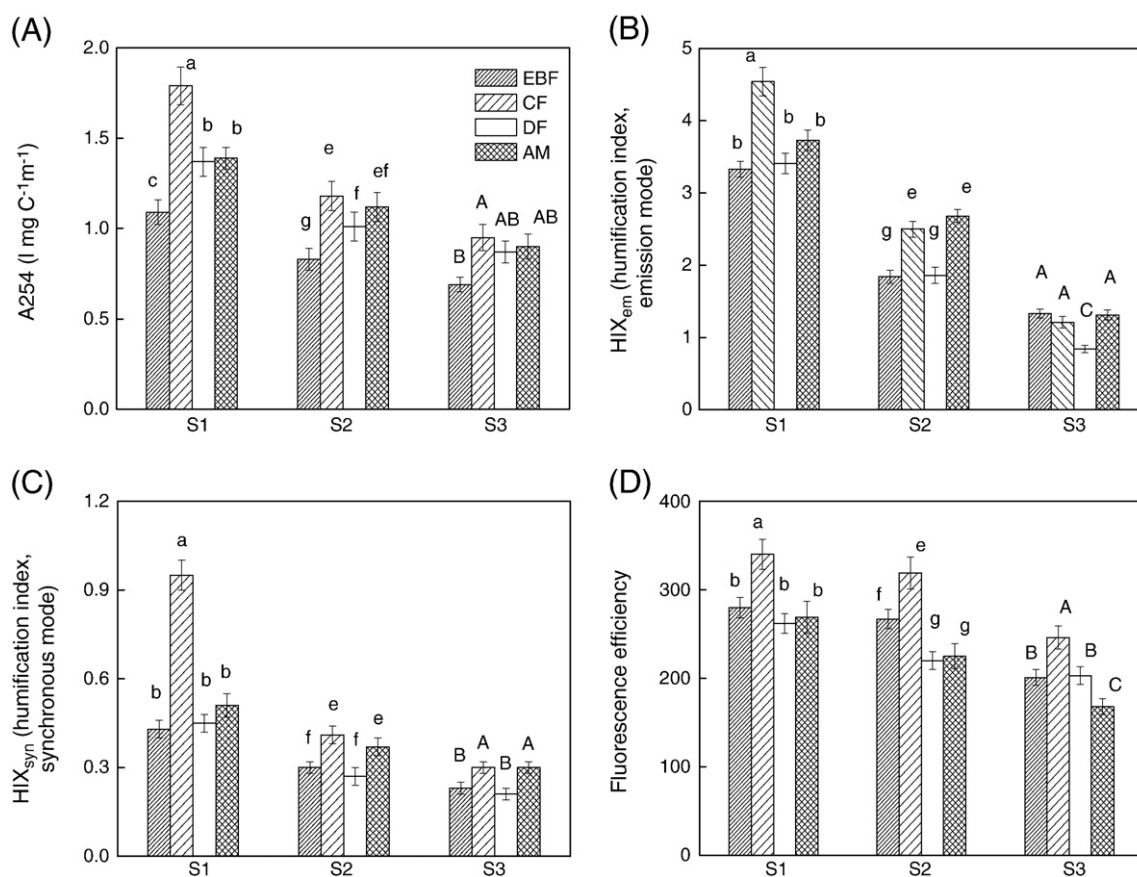 (A)
A254 (l mg C-1m-1)
2.0
1.5
1.0
0.5
0.0
EBF
CF
DF
AM
c
a
b
b
g
e
f
ef
B
A
AB
AB
S1
S2
S3
(B)
HIXem (humification index,
emission mode)
5
4
3
2
1
0
b
a
b
b
g
e
g
e
A
A
C
A
S1
S2
S3
(C)
HIXsyn (humification index,
synchronous mode)
1.2
0.9
0.6
0.3
0.0
b
a
b
b
f
e
f
e
B
A
B
A
S1
S2
S3
(D)
Fluorescence efficiency
400
300
200
100
0
b
a
b
b
f
e
g
g
B
A
B
C
S1
S2
S3